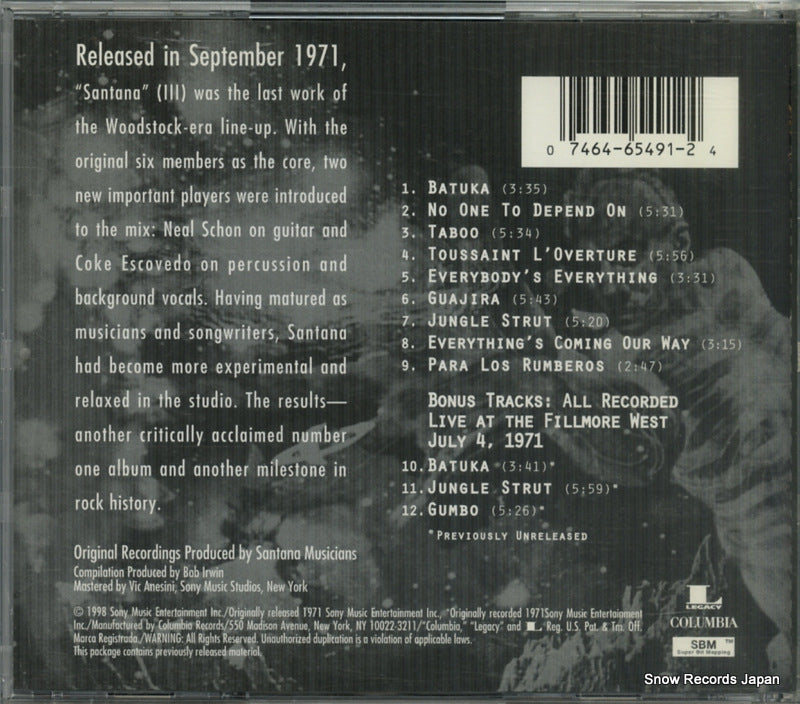 Released in September 1971,
"Santana" (III) was the last work of
the Woodstock-era line-up. With the
original six members as the core, two
new important players were introduced
to the mix: Neal Schon on guitar and
Coke Escovedo on percussion and
background vocals. Having matured as
musicians and songwriters, Santana
had become more experimental and
relaxed in the studio. The results—
another critically acclaimed number
one album and another milestone in
rock history.
Original Recordings Produced by Santana Musicians
Compilation Produced by Bob Irwin
Mastered by Vic Anesini, Sony Music Studios, New York
0 7464-65491-2 4
1. BATUKA (3:35)
2. NO ONE TO DEPEND ON (5:31)
3. TABOO (5:34)
4. TOUSSAINT L'OVERTURE (5:56)
5. EVERYBODY'S EVERYTHING (3:31)
6. GUAJIRA (5:43)
7. JUNGLE STRUT (5:20)
8. EVERYTHING'S COMING OUR WAY (3:15)
9. PARA LOS RUMBEROS (2:47)
BONUS TRACKS: ALL RECORDED
LIVE AT THE FILLMORE WEST
JULY 4, 1971
10. BATUKA (3:41)*
11. JUNGLE STRUT (5:59)*
12. GUMBO (5:26)*
*PREVIOUSLY UNRELEASED
© 1998 Sony Music Entertainment Inc./Originally released 1971 Sony Music Entertainment Inc., *Originally recorded 1971Sony Music Entertainment
Inc./Manufactured by Columbia Records/550 Madison Avenue, New York, NY 10022-3211/"Columbia," "Legacy" and L Reg. U.S. Pat. & Tm. Off.
Marca Registrada./WARNING: All Rights Reserved. Unauthorized duplication is a violation of applicable laws.
This package contains previously released material.
L
LEGACY
COLUMBIA
SBM™
Super Bit Mapping
Snow Records Japan